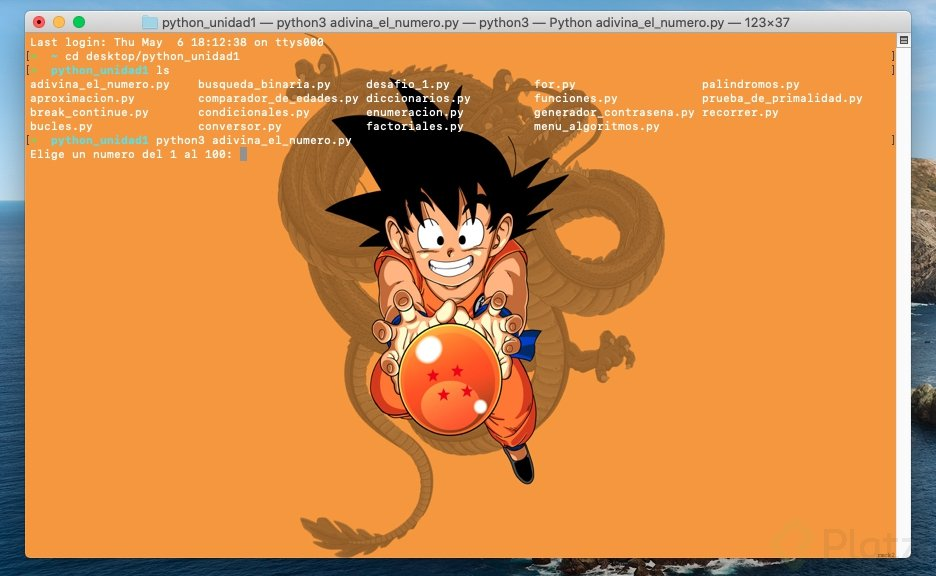 python_unidad1 — python3 adivina_el_numero.py — python3 — Python adivina_el_numero.py — 123×37
Last login: Thu May  6 18:12:38 on ttys000
~ cd desktop/python_unidad1
python_unidad1 ls
adivina_el_numero.py    busqueda_binaria.py     desafio_1.py            for.py                  palindromos.py
aproximacion.py         comparador_de_edades.py diccionarios.py         funciones.py            prueba_de_primalidad.py
break_continue.py       condicionales.py        enumeracion.py          generador_contrasena.py recorrer.py
bucles.py               conversor.py            factoriales.py          menu_algoritmos.py
python_unidad1 python3 adivina_el_numero.py
Elige un numero del 1 al 100: